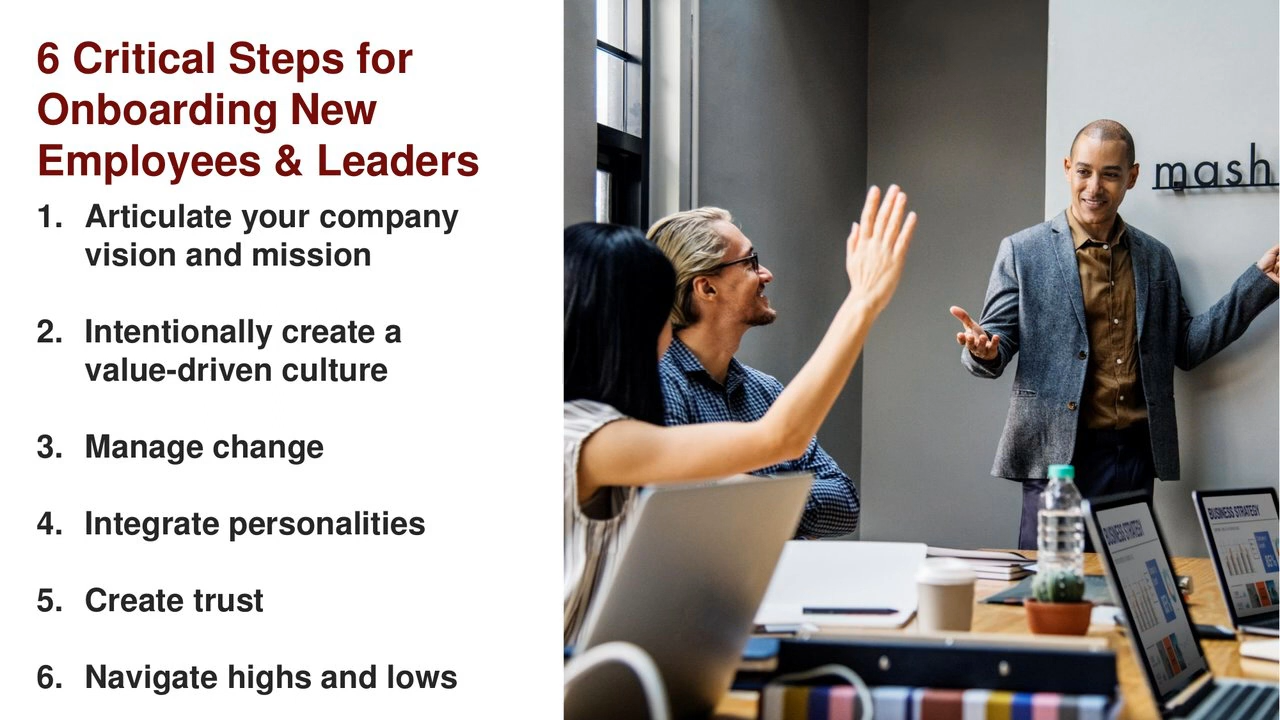 6 Critical Steps for
Onboarding New
Employees & Leaders
1. Articulate your company
vision and mission
2. Intentionally create a
value-driven culture
3. Manage change
4. Integrate personalities
5. Create trust
6. Navigate highs and lows
mash
BUSINESS STRATEGY
BUSINESS STRATEGY